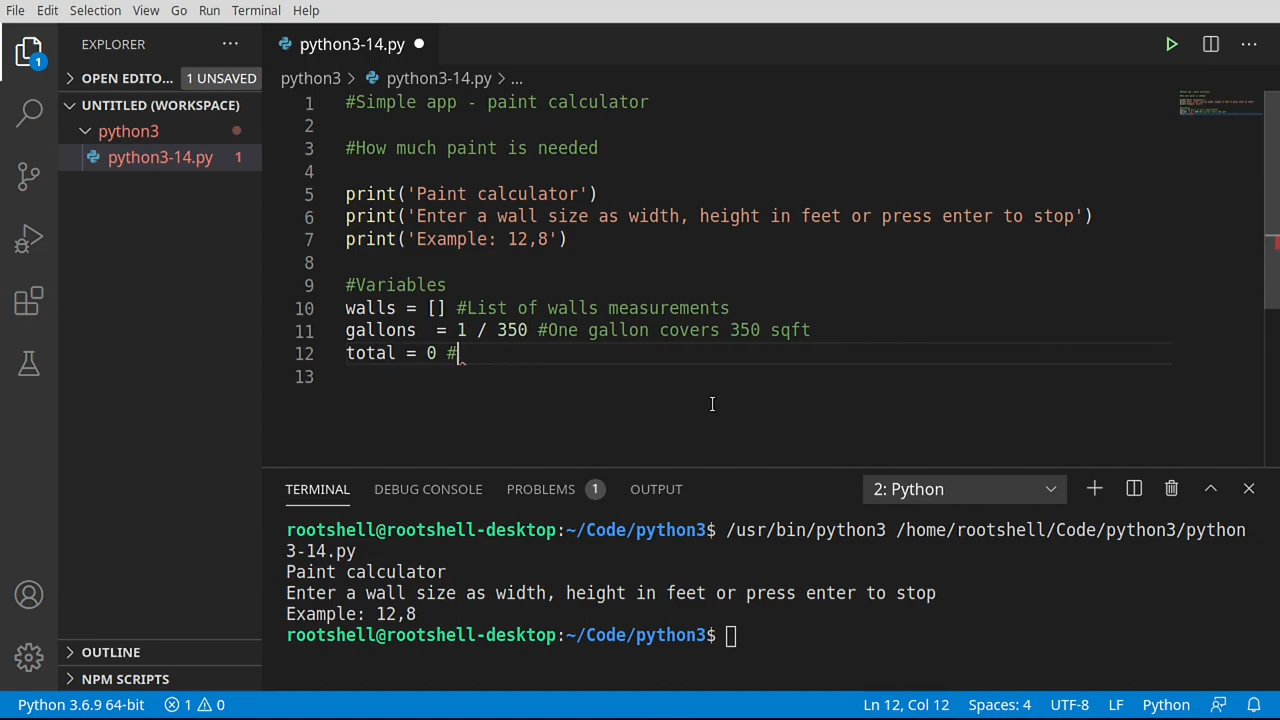 File Edit Selection View Go Run Terminal Help
EXPLORER
python3-14.py
OPEN EDITO... 1 UNSAVED
python3 > python3-14.py > ...
UNTITLED (WORKSPACE)
python3
python3-14.py 1
1
1 #Simple app - paint calculator
2
3 #How much paint is needed
4
5 print('Paint calculator')
6 print('Enter a wall size as width, height in feet or press enter to stop')
7 print('Example: 12,8')
8
9 #Variables
10 walls = [] #List of walls measurements
11 gallons  = 1 / 350 #One gallon covers 350 sqft
12 total = 0 #
13
TERMINAL DEBUG CONSOLE PROBLEMS 1 OUTPUT 2: Python
rootshell@rootshell-desktop:~/Code/python3$ /usr/bin/python3 /home/rootshell/Code/python3/python
3-14.py
Paint calculator
Enter a wall size as width, height in feet or press enter to stop
Example: 12,8
rootshell@rootshell-desktop:~/Code/python3$
OUTLINE
NPM SCRIPTS
Python 3.6.9 64-bit 1 0 Ln 12, Col 12 Spaces: 4 UTF-8 LF Python